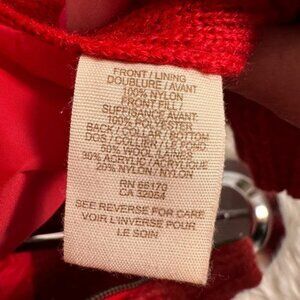 FRONT / LINING
DOUBLURE / AVANT
100% NYLON
FRONT FILL /
SUFFISANCE AVANT
100% POLYESTER
BACK / COLLAR / BOTTOM
DOS / COLLIER / LE FOND
50% WOOL / LAINE
30% ACRYLIC / ACRYLIQUE
20% NYLON / NYLON
RN 66170
CA 32054
SEE REVERSE FOR CARE
VOIR L'INVERSE POUR
LE SOIN